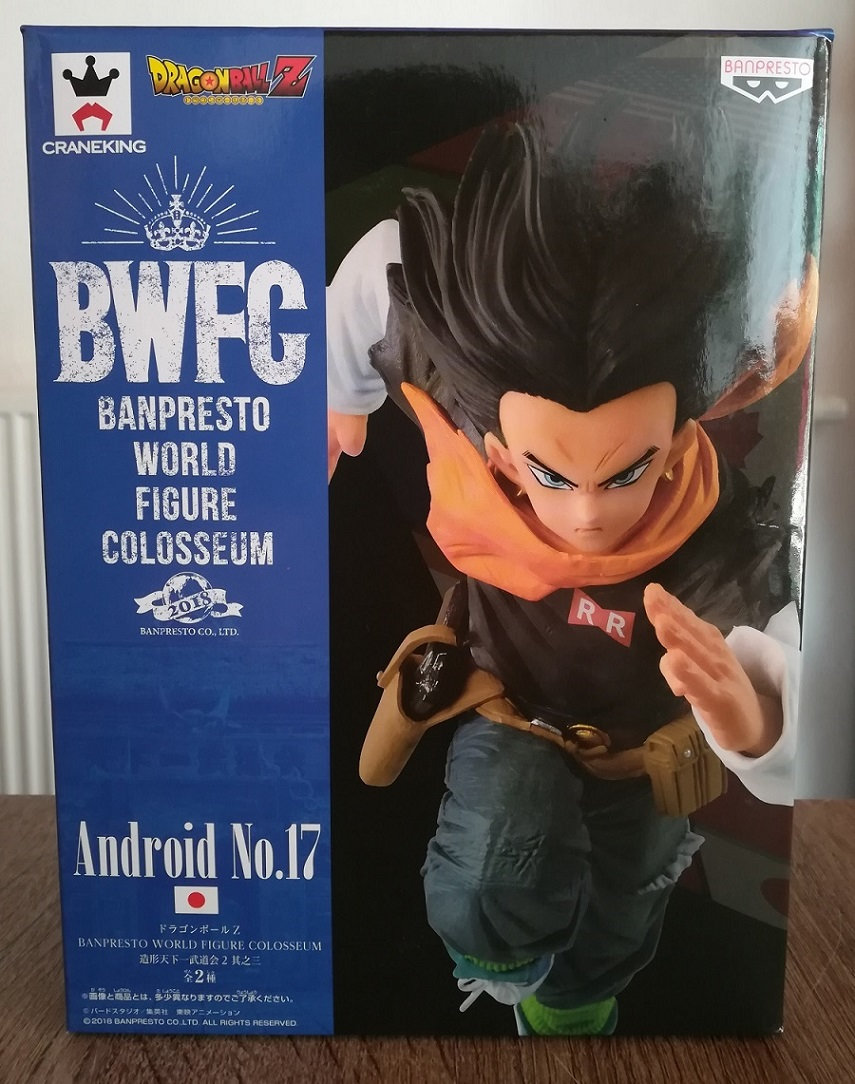 CRANEKING
DRAGONBALL Z
BANPRESTO
BWFC
BANPRESTO
WORLD
FIGURE
COLOSSEUM
2018
BANPRESTO CO., LTD.
R R
Android No.17
ドラゴンボールZ
BANPRESTO WORLD FIGURE COLOSSEUM
造形天下一武道会2 其之三
全2種
※画像と商品とは、多少異なりますのでご了承ください。
©バードスタジオ/集英社 東映アニメーション
©2018 BANPRESTO CO.,LTD. ALL RIGHTS RESERVED.